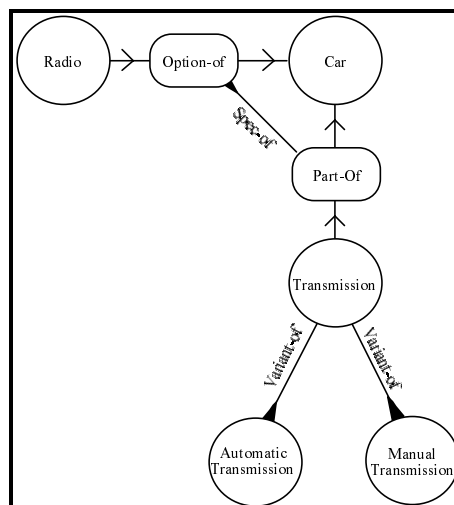 Radio
Option-of
Car
Spec-of
Part-Of
Transmission
Variant-of
Variant-of
Automatic
Transmission
Manual
Transmission